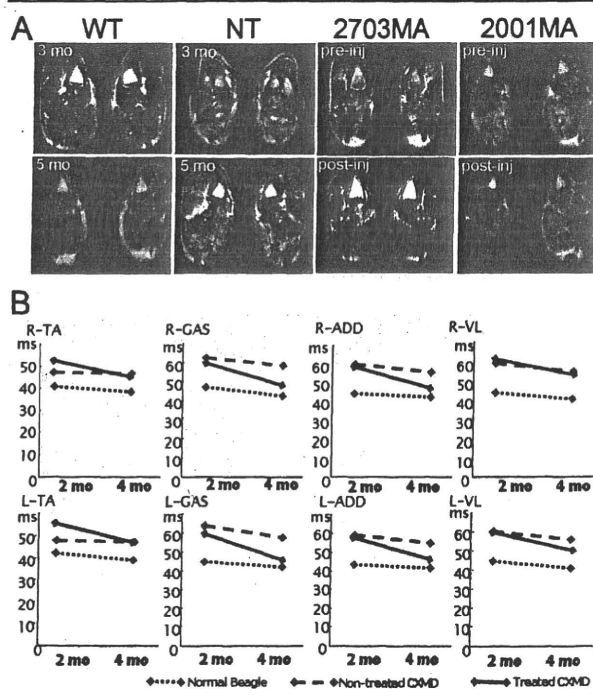 A WT NT 2703MA 2001MA
3 mo 3 mo pre-inj pre-inj
5 mo 5 mo post-inj post-inj
B
R-TA R-GAS R-ADD R-VL
ms ms ms ms
50 60 60 60
40 50 50 50
30 40 40 40
20 30 30 30
10 20 20 20
0 10 10 10
0 0 0
2 mo 4 mo 2 mo 4 mo 2 mo 4 mo 2 mo 4 mo
L-TA L-GAS L-ADD L-VL
ms ms ms ms
50 60 60 60
40 50 50 50
30 40 40 40
20 30 30 30
10 20 20 20
0 10 10 10
0 0 0
2 mo 4 mo 2 mo 4 mo 2 mo 4 mo 2 mo 4 mo
Normal Beagle Non-treated CXMD Treated CXMD